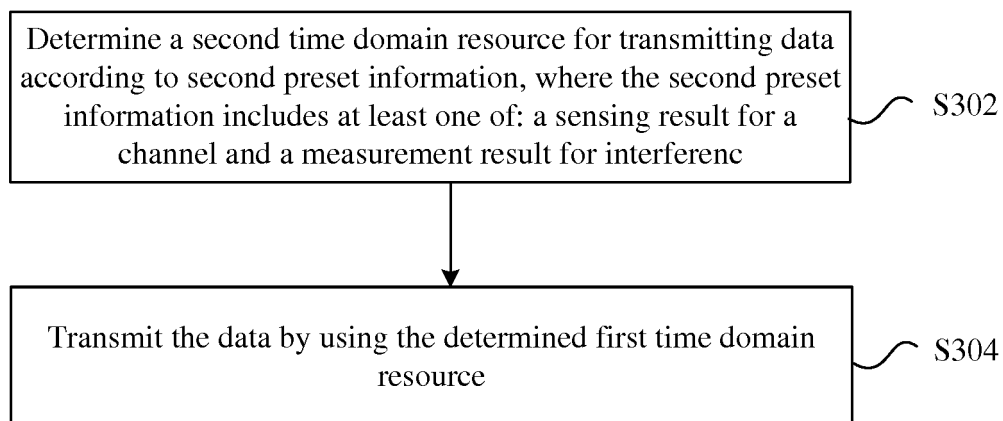 Determine a second time domain resource for transmitting data
according to second preset information, where the second preset
information includes at least one of: a sensing result for a
channel and a measurement result for interferenc
S302
Transmit the data by using the determined first time domain
resource
S304